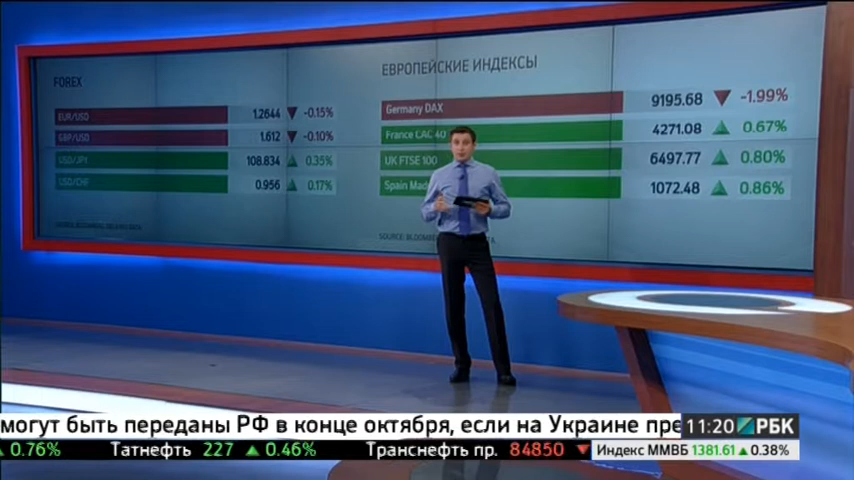 FOREX
EUR/USD 1.2644 ▼ -0.15%
GBP/USD 1.612 ▼ -0.10%
USD/JPY 108.834 ▲ 0.35%
USD/CHF 0.956 ▲ 0.17%
ЕВРОПЕЙСКИЕ ИНДЕКСЫ
Germany DAX 9195.68 ▼ -1.99%
France CAC 40 4271.08 ▲ 0.67%
UK FTSE 100 6497.77 ▲ 0.80%
Spain Mad 1072.48 ▲ 0.86%
SOURCE: BLOOMBERG
могут быть переданы РФ в конце октября, если на Украине пре
11:20 РБК
▲ 0.76% Татнефть 227 ▲ 0.46% Транснефть пр. 84850 ▼
Индекс ММВБ 1381.61 ▲ 0.38%